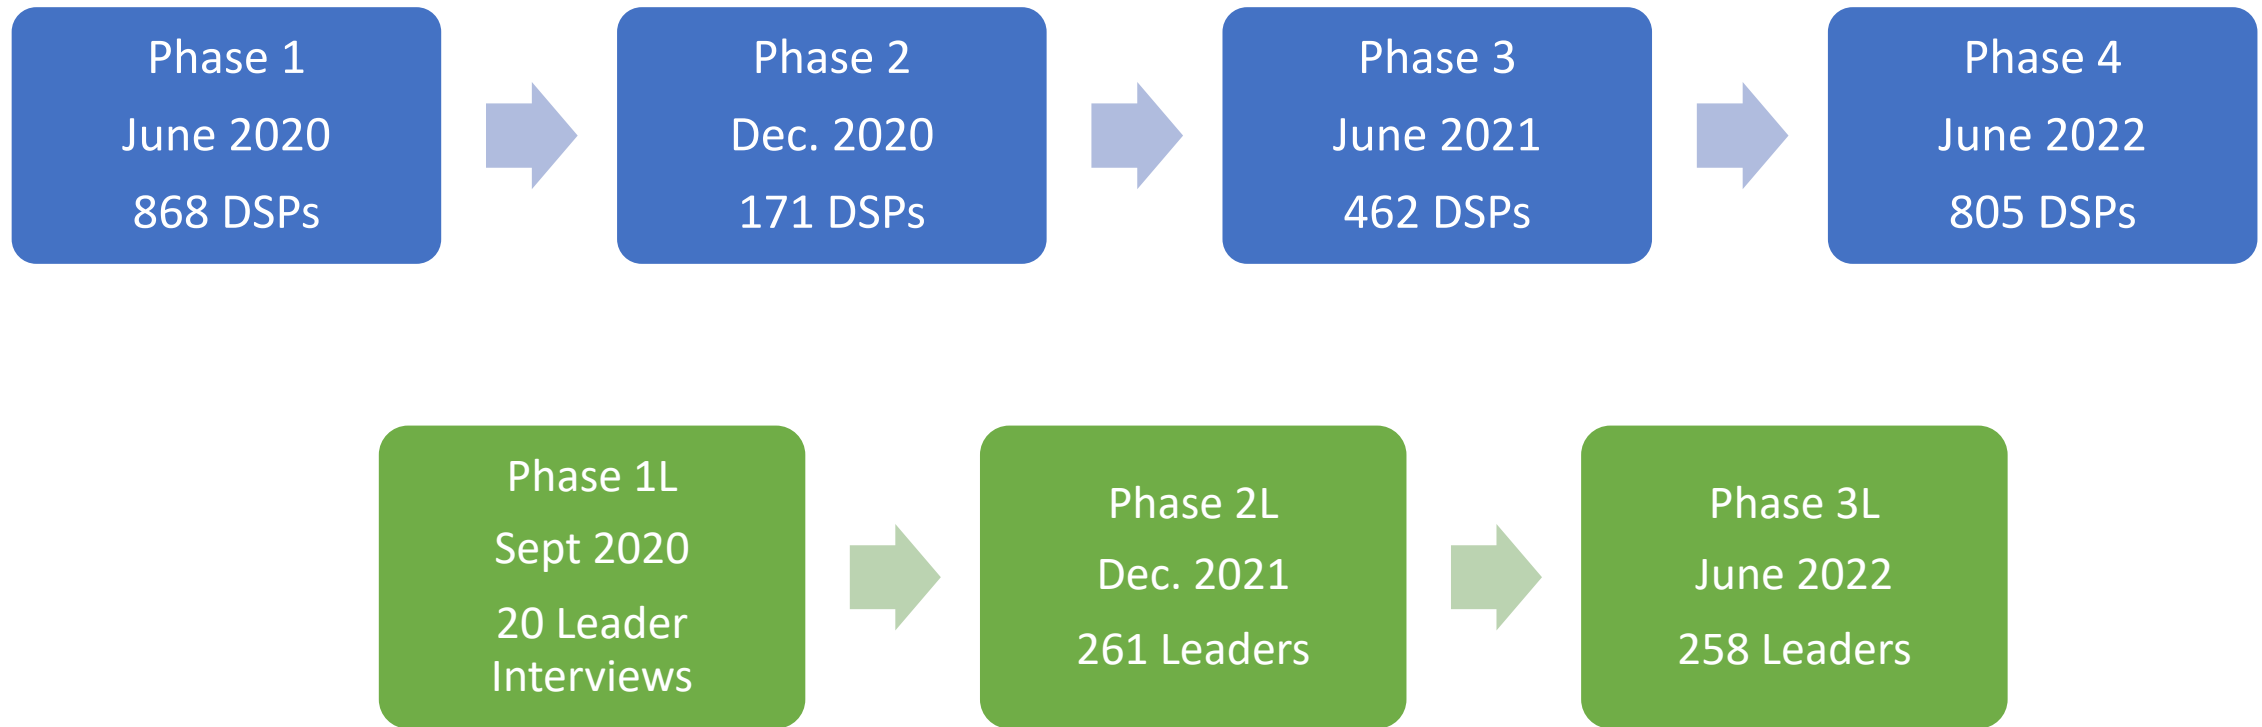 Phase 1
June 2020
868 DSPs
Phase 2
Dec. 2020
171 DSPs
Phase 3
June 2021
462 DSPs
Phase 4
June 2022
805 DSPs
Phase 1L
Sept 2020
20 Leader
Interviews
Phase 2L
Dec. 2021
261 Leaders
Phase 3L
June 2022
258 Leaders